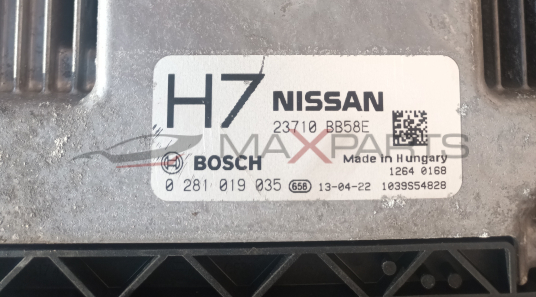 H7 NISSAN
23710 BB58E
MAXPARTS
BOSCH
Made in Hungary
1264 0168
0 281 019 035 658 13-04-22 1039S54828